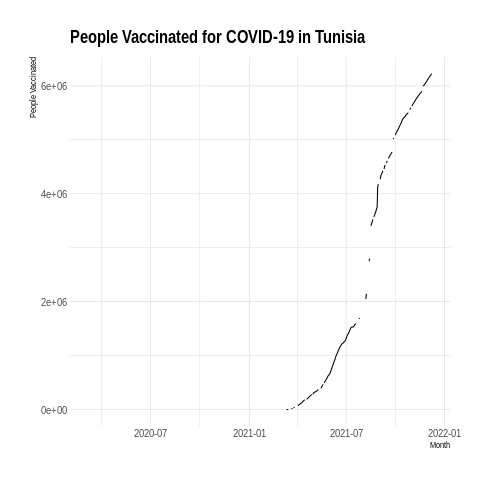 People Vaccinated for COVID-19 in Tunisia
People Vaccinated
6e+06
4e+06
2e+06
0e+00
2020-07 2021-01 2021-07 2022-01
Month